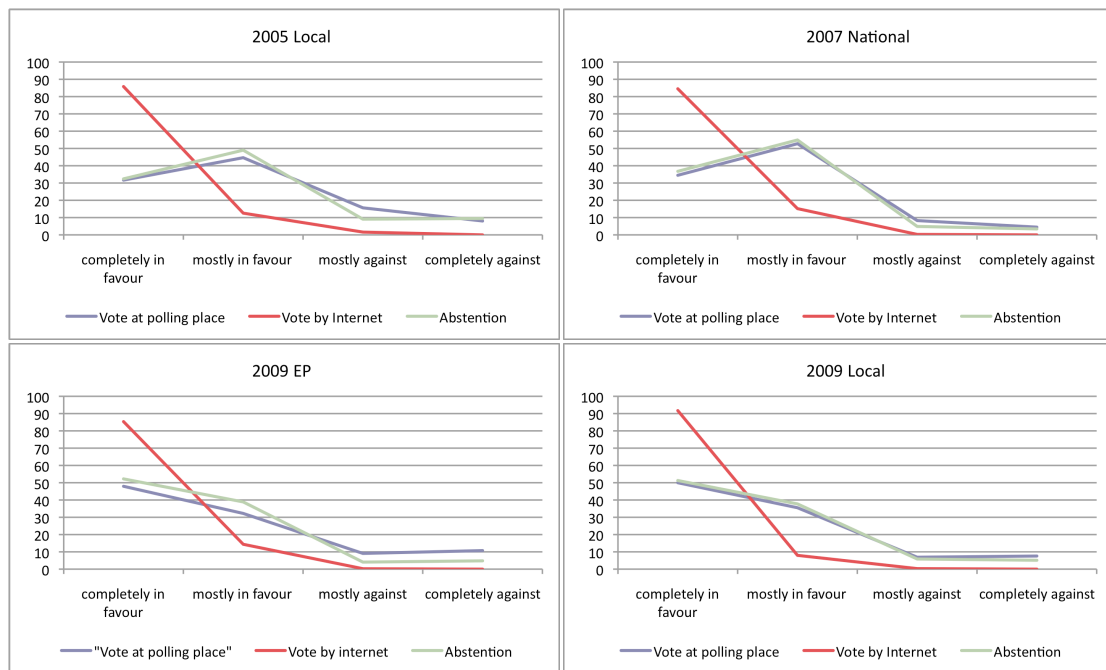 2005 Local
100
90
80
70
60
50
40
30
20
10
0
completely in favour
mostly in favour
mostly against
completely against
Vote at polling place
Vote by Internet
Abstention
2007 National
100
90
80
70
60
50
40
30
20
10
0
completely in favour
mostly in favour
mostly against
completely against
Vote at polling place
Vote by Internet
Abstention
2009 EP
100
90
80
70
60
50
40
30
20
10
0
completely in favour
mostly in favour
mostly against
completely against
"Vote at polling place"
Vote by internet
Abstention
2009 Local
100
90
80
70
60
50
40
30
20
10
0
completely in favour
mostly in favour
mostly against
completely against
Vote at polling place
Vote by Internet
Abstention